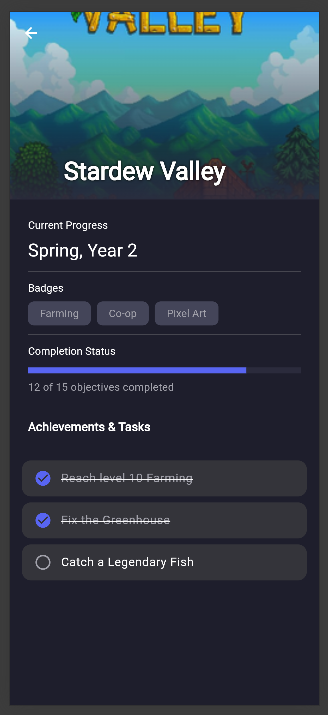 VALLEY
Stardew Valley
Current Progress
Spring, Year 2
Badges
Farming Co-op Pixel Art
Completion Status
12 of 15 objectives completed
Achievements & Tasks
Reach level 10 Farming
Fix the Greenhouse
Catch a Legendary Fish